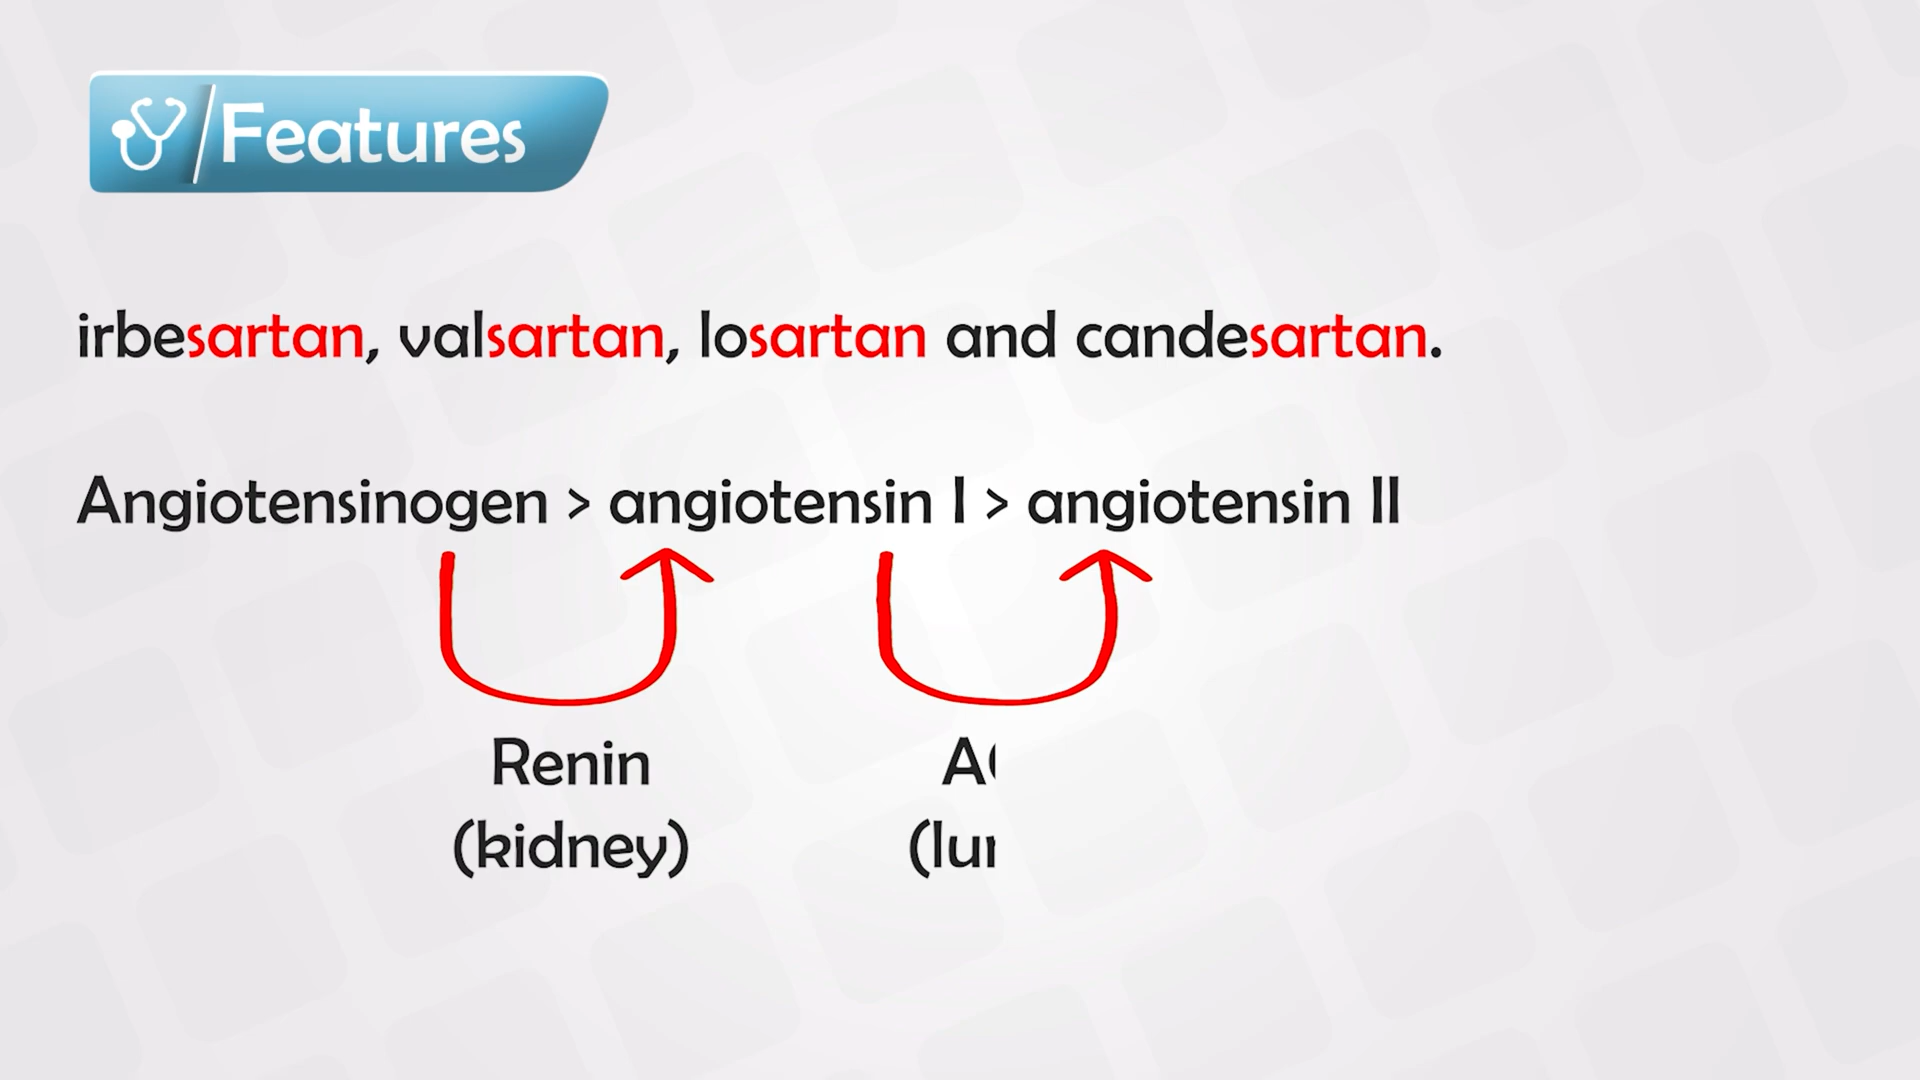 Features
irbesartan, valsartan, losartan and candesartan.
Angiotensinogen > angiotensin I > angiotensin II
Renin
(kidney)